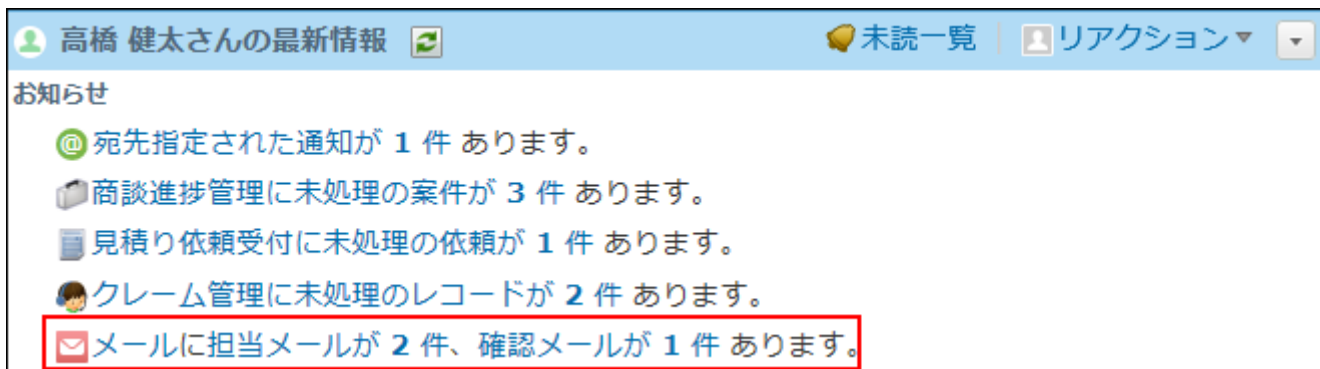 高橋 健太さんの最新情報 未読一覧 リアクション
お知らせ
宛先指定された通知が 1 件 あります。
商談進捗管理に未処理の案件が 3 件 あります。
見積り依頼受付に未処理の依頼が 1 件 あります。
クレーム管理に未処理のレコードが 2 件 あります。
メールに担当メールが 2 件、確認メールが 1 件 あります。